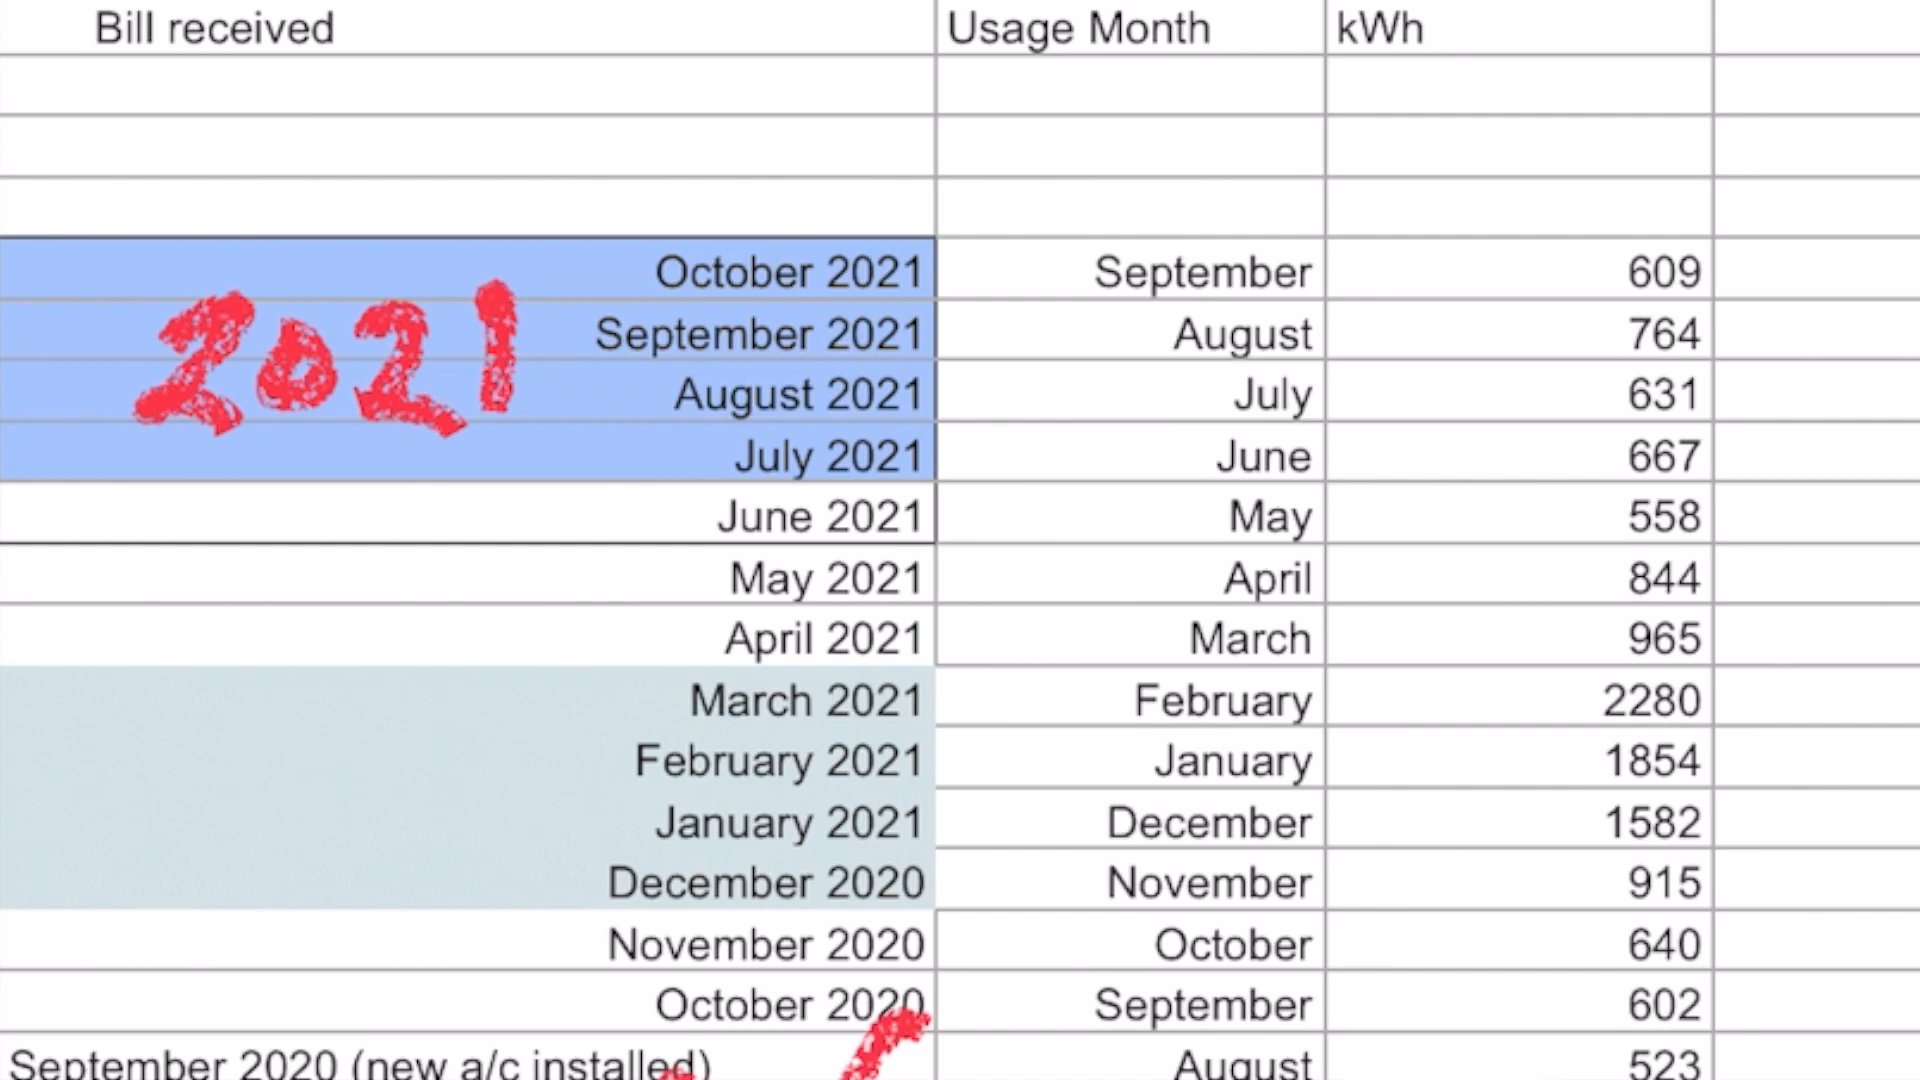 Bill received Usage Month kWh
October 2021 September 609
2021
September 2021 August 764
August 2021 July 631
July 2021 June 667
June 2021 May 558
May 2021 April 844
April 2021 March 965
March 2021 February 2280
February 2021 January 1854
January 2021 December 1582
December 2020 November 915
November 2020 October 640
October 2020 September 602
September 2020 (new a/c installed) August 523